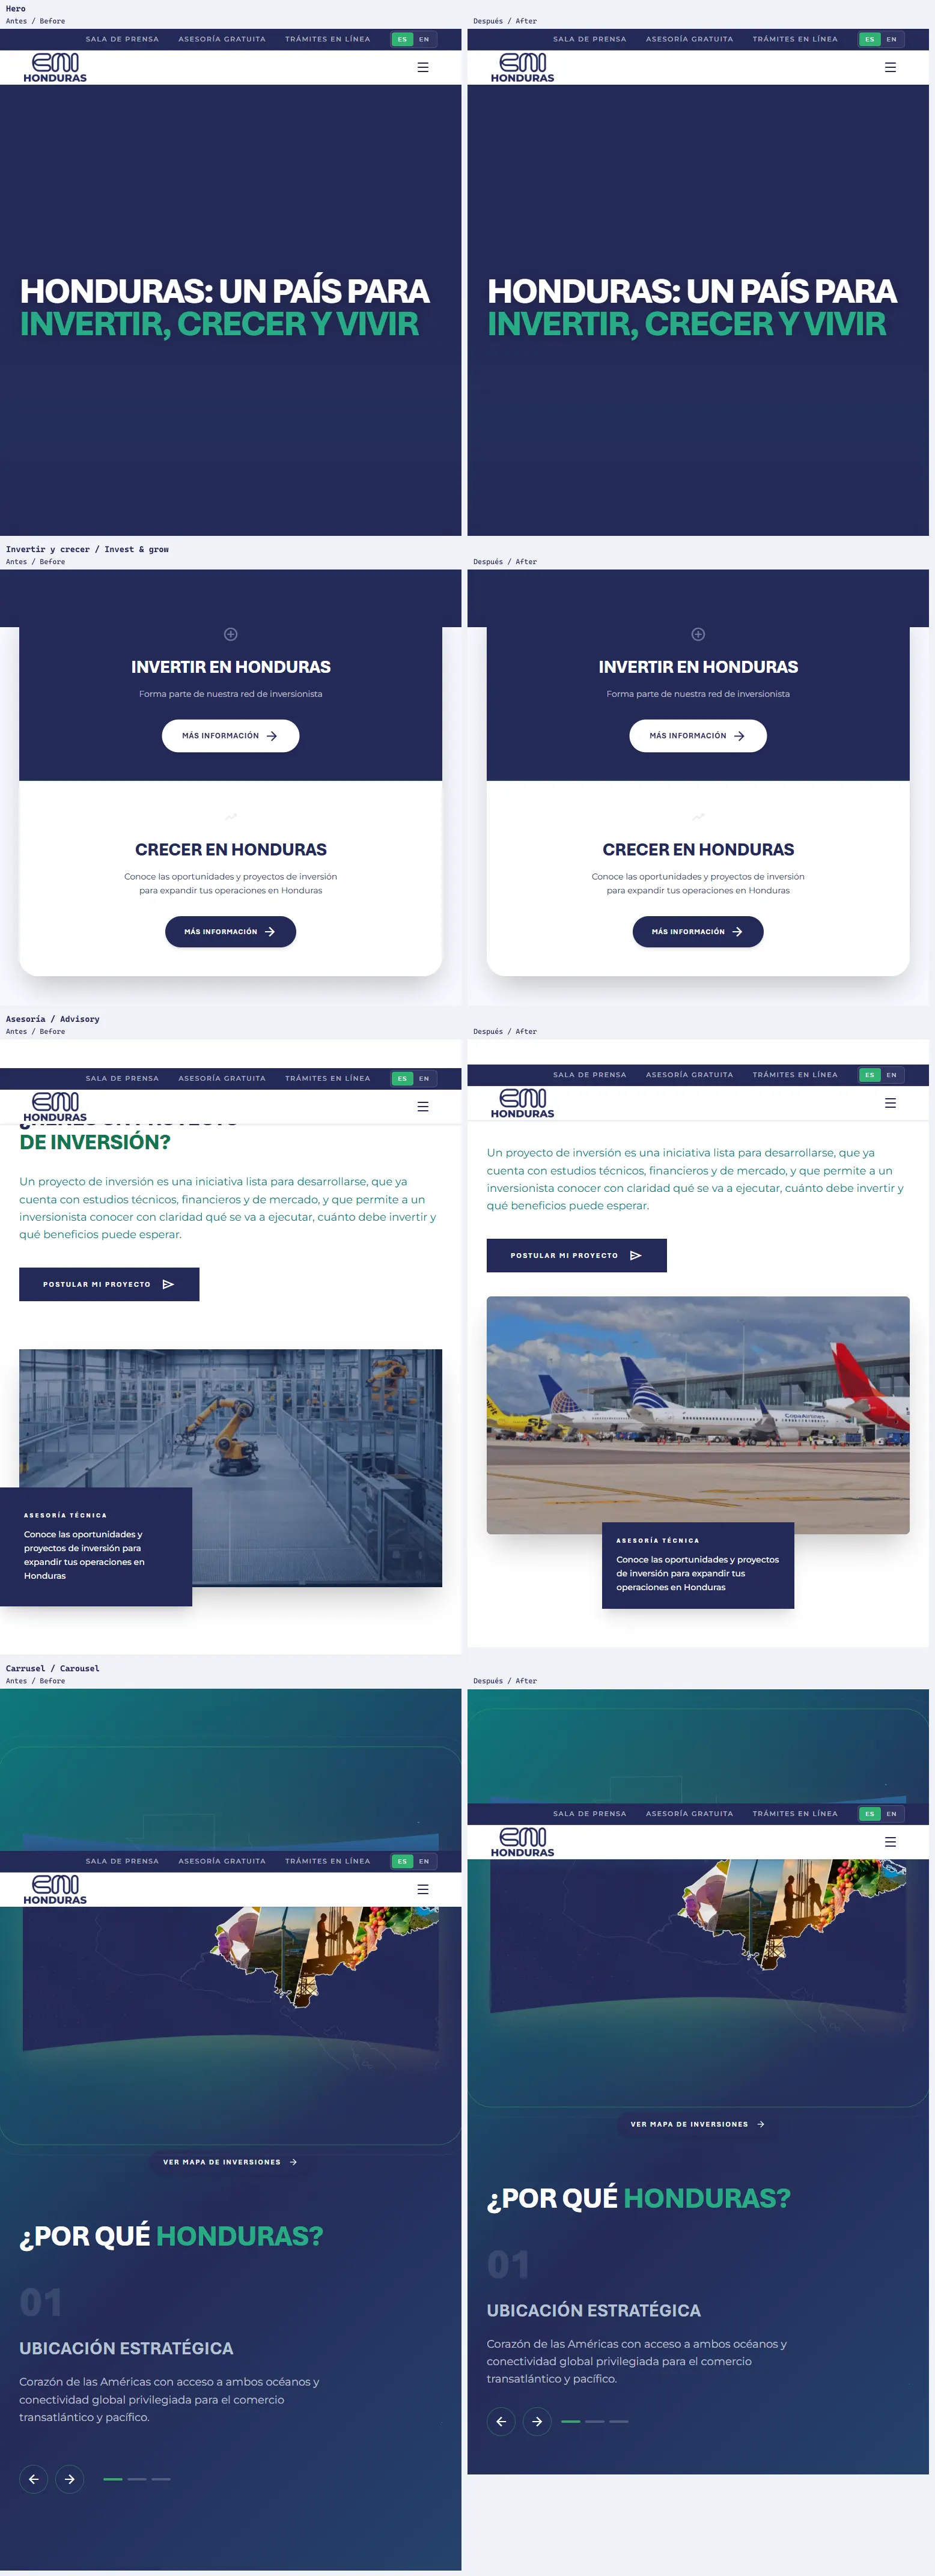 Hero
Antes / Before
Después / After
SALA DE PRENSA ASESORÍA GRATUITA TRÁMITES EN LÍNEA ES EN
SALA DE PRENSA ASESORÍA GRATUITA TRÁMITES EN LÍNEA ES EN
ENI
HONDURAS
ENI
HONDURAS
HONDURAS: UN PAÍS PARA
INVERTIR, CRECER Y VIVIR
HONDURAS: UN PAÍS PARA
INVERTIR, CRECER Y VIVIR
Invertir y crecer / Invest & grow
Antes / Before
Después / After
INVERTIR EN HONDURAS
Forma parte de nuestra red de inversionista
MÁS INFORMACIÓN
CRECER EN HONDURAS
Conoce las oportunidades y proyectos de inversión
para expandir tus operaciones en Honduras
MÁS INFORMACIÓN
INVERTIR EN HONDURAS
Forma parte de nuestra red de inversionista
MÁS INFORMACIÓN
CRECER EN HONDURAS
Conoce las oportunidades y proyectos de inversión
para expandir tus operaciones en Honduras
MÁS INFORMACIÓN
Asesoría / Advisory
Antes / Before
SALA DE PRENSA ASESORÍA GRATUITA TRÁMITES EN LÍNEA ES EN
ENI
HONDURAS
DE INVERSIÓN?
Un proyecto de inversión es una iniciativa lista para desarrollarse, que ya
cuenta con estudios técnicos, financieros y de mercado, y que permite a un
inversionista conocer con claridad qué se va a ejecutar, cuánto debe invertir y
qué beneficios puede esperar.
POSTULAR MI PROYECTO
ASESORÍA TÉCNICA
Conoce las oportunidades y
proyectos de inversión para
expandir tus operaciones en
Honduras
Después / After
SALA DE PRENSA ASESORÍA GRATUITA TRÁMITES EN LÍNEA ES EN
ENI
HONDURAS
Un proyecto de inversión es una iniciativa lista para desarrollarse, que ya
cuenta con estudios técnicos, financieros y de mercado, y que permite a un
inversionista conocer con claridad qué se va a ejecutar, cuánto debe invertir y
qué beneficios puede esperar.
POSTULAR MI PROYECTO
CopaAirlines
ASESORÍA TÉCNICA
Conoce las oportunidades y proyectos
de inversión para expandir tus
operaciones en Honduras
Carrusel / Carousel
Antes / Before
SALA DE PRENSA ASESORÍA GRATUITA TRÁMITES EN LÍNEA ES EN
ENI
HONDURAS
VER MAPA DE INVERSIONES
¿POR QUÉ HONDURAS?
01
UBICACIÓN ESTRATÉGICA
Corazón de las Américas con acceso a ambos océanos y
conectividad global privilegiada para el comercio
transatlántico y pacífico.
Después / After
SALA DE PRENSA ASESORÍA GRATUITA TRÁMITES EN LÍNEA ES EN
ENI
HONDURAS
VER MAPA DE INVERSIONES
¿POR QUÉ HONDURAS?
01
UBICACIÓN ESTRATÉGICA
Corazón de las Américas con acceso a ambos océanos y
conectividad global privilegiada para el comercio
transatlántico y pacífico.